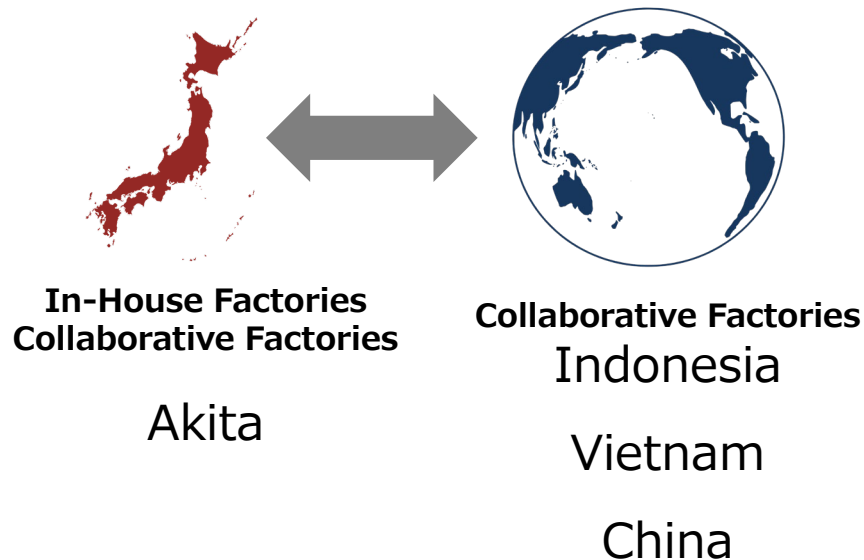 In-House Factories
Collaborative Factories
Akita
Collaborative Factories
Indonesia
Vietnam
China